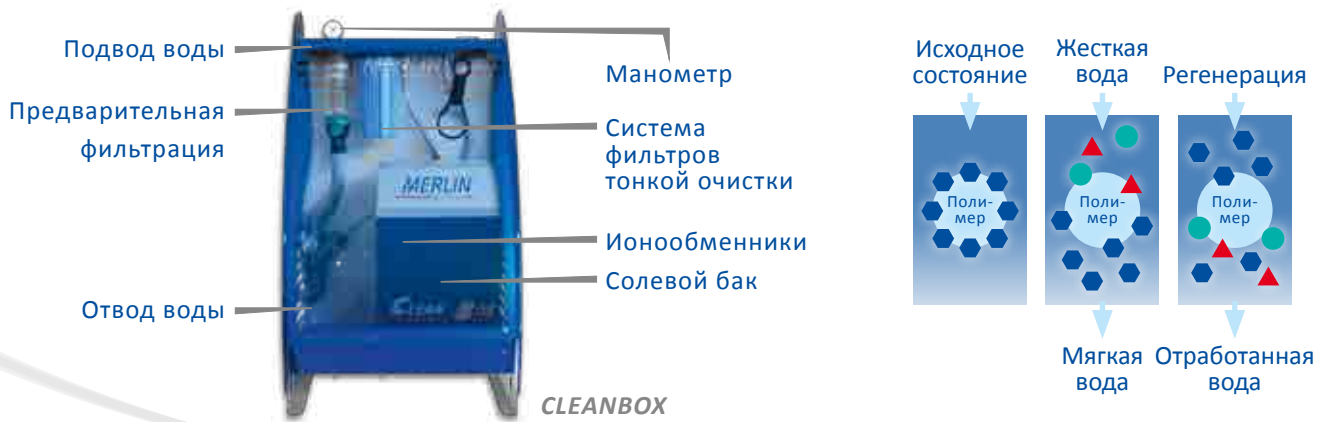 Подвод воды
Предварительная
фильтрация
Отвод воды
Манометр
Система
фильтров
тонкой очистки
Ионообменники
Солевой бак
MERLIN
CLEANBOX
Исходное
состояние
Жесткая
вода
Регенерация
Поли-
мер
Поли-
мер
Поли-
мер
Мягкая
вода
Отработанная
вода